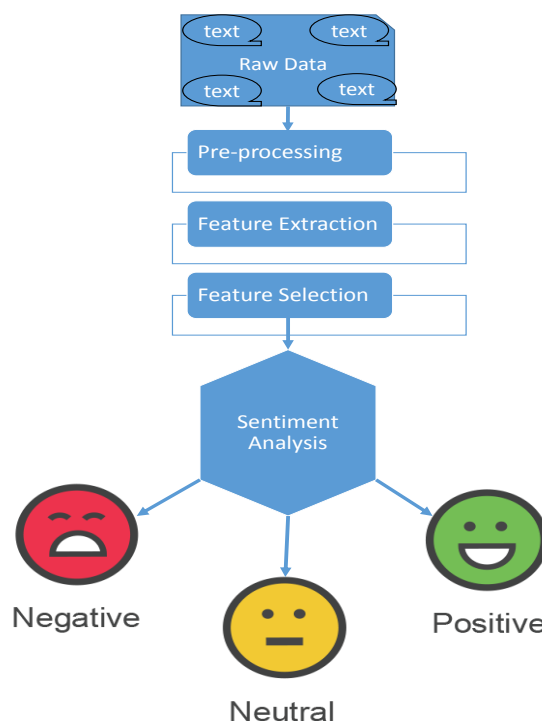 text
text
Raw Data
text
text
Pre-processing
Feature Extraction
Feature Selection
Sentiment
Analysis
Negative
Positive
Neutral